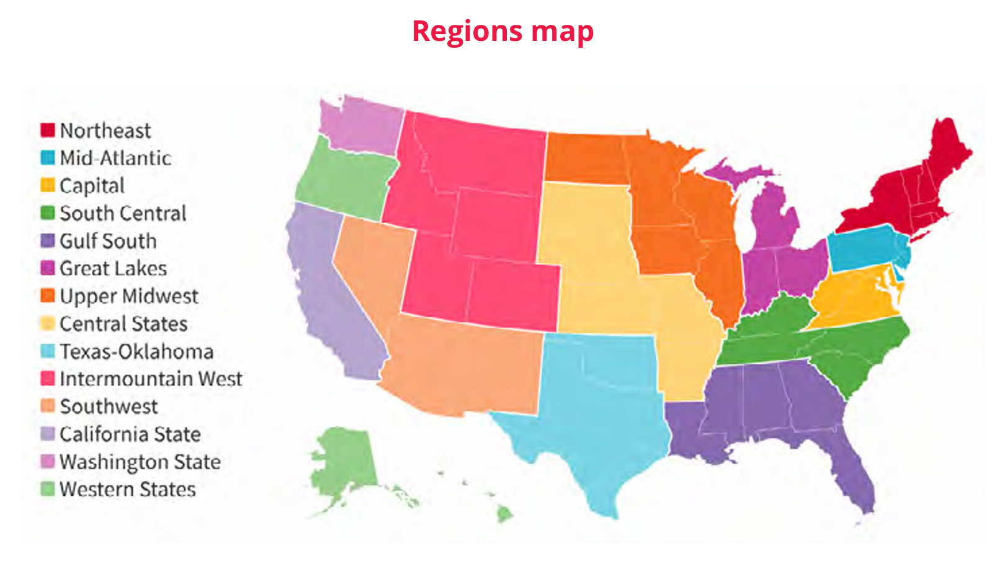 Regions map
Northeast
Mid-Atlantic
Capital
South Central
Gulf South
Great Lakes
Upper Midwest
Central States
Texas-Oklahoma
Intermountain West
Southwest
California State
Washington State
Western States